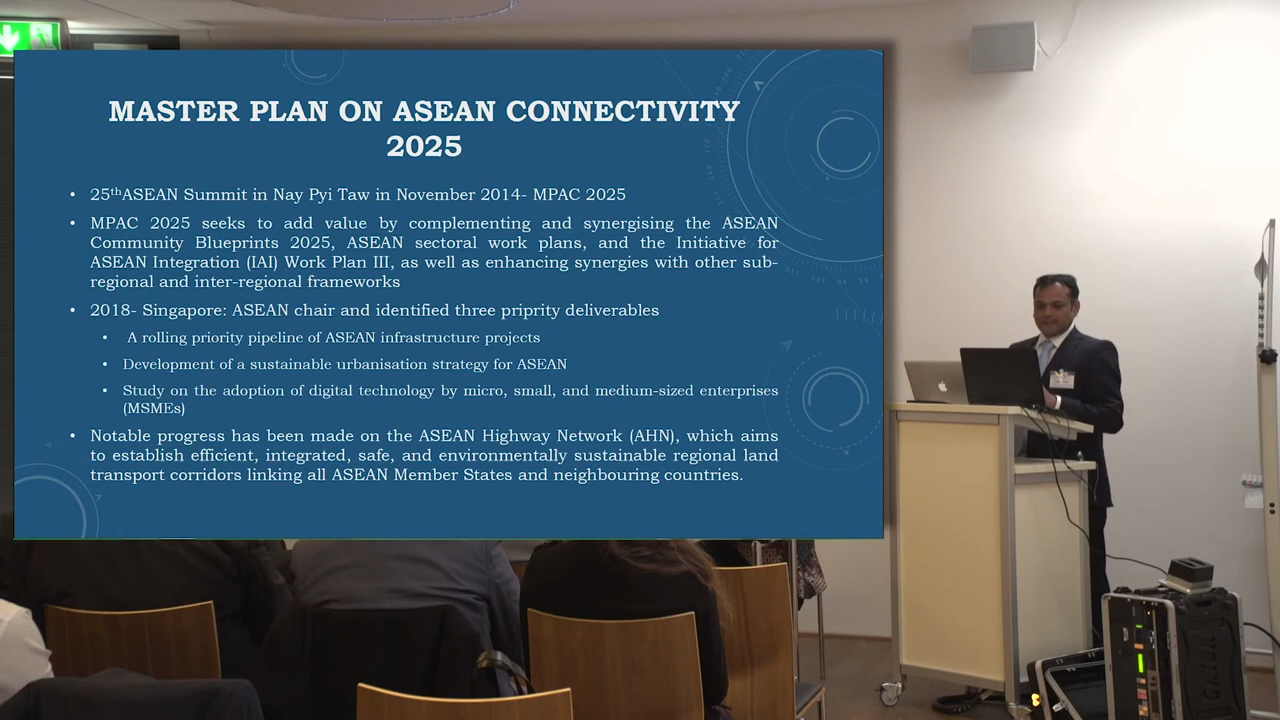 MASTER PLAN ON ASEAN CONNECTIVITY
2025
• 25thASEAN Summit in Nay Pyi Taw in November 2014- MPAC 2025
• MPAC 2025 seeks to add value by complementing and synergising the ASEAN
Community Blueprints 2025, ASEAN sectoral work plans, and the Initiative for
ASEAN Integration (IAI) Work Plan III, as well as enhancing synergies with other sub-
regional and inter-regional frameworks
• 2018- Singapore: ASEAN chair and identified three priprity deliverables
• A rolling priority pipeline of ASEAN infrastructure projects
• Development of a sustainable urbanisation strategy for ASEAN
• Study on the adoption of digital technology by micro, small, and medium-sized enterprises
(MSMEs)
• Notable progress has been made on the ASEAN Highway Network (AHN), which aims
to establish efficient, integrated, safe, and environmentally sustainable regional land
transport corridors linking all ASEAN Member States and neighbouring countries.